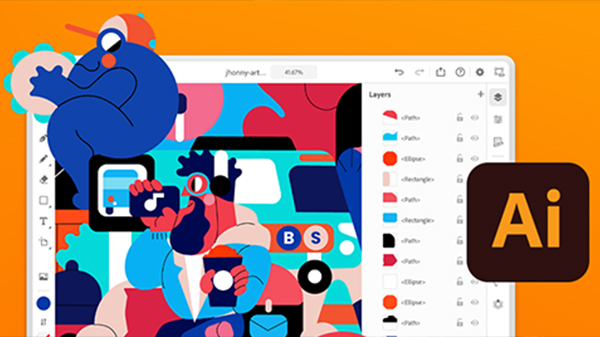 jhonny-art... 41.67%
Layers
<Path>
<Path>
<Ellipse>
<Rectangle>
<Path>
<Rectangle>
<Path>
<Path>
<Ellipse>
<Ellipse>
<Path>
T
B S
Ai